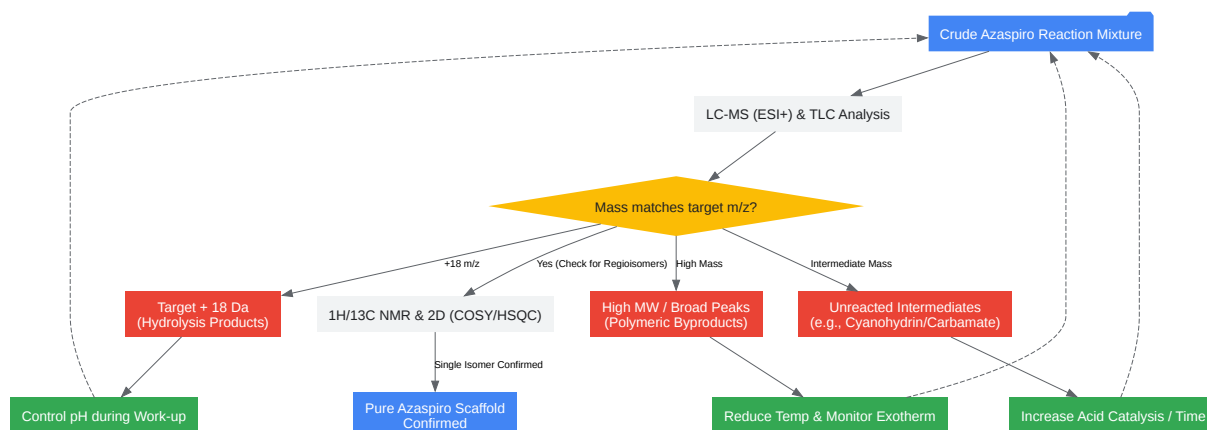 Crude Azaspiro Reaction Mixture
LC-MS (ESI+) & TLC Analysis
Mass matches target m/z?
+18 m/z
Yes (Check for Regioisomers)
High Mass
Intermediate Mass
Target + 18 Da
(Hydrolysis Products)
1H/13C NMR & 2D (COSY/HSQC)
High MW / Broad Peaks
(Polymeric Byproducts)
Unreacted Intermediates
(e.g., Cyanohydrin/Carbamate)
Single Isomer Confirmed
Control pH during Work-up
Pure Azaspiro Scaffold
Confirmed
Reduce Temp & Monitor Exotherm
Increase Acid Catalysis / Time